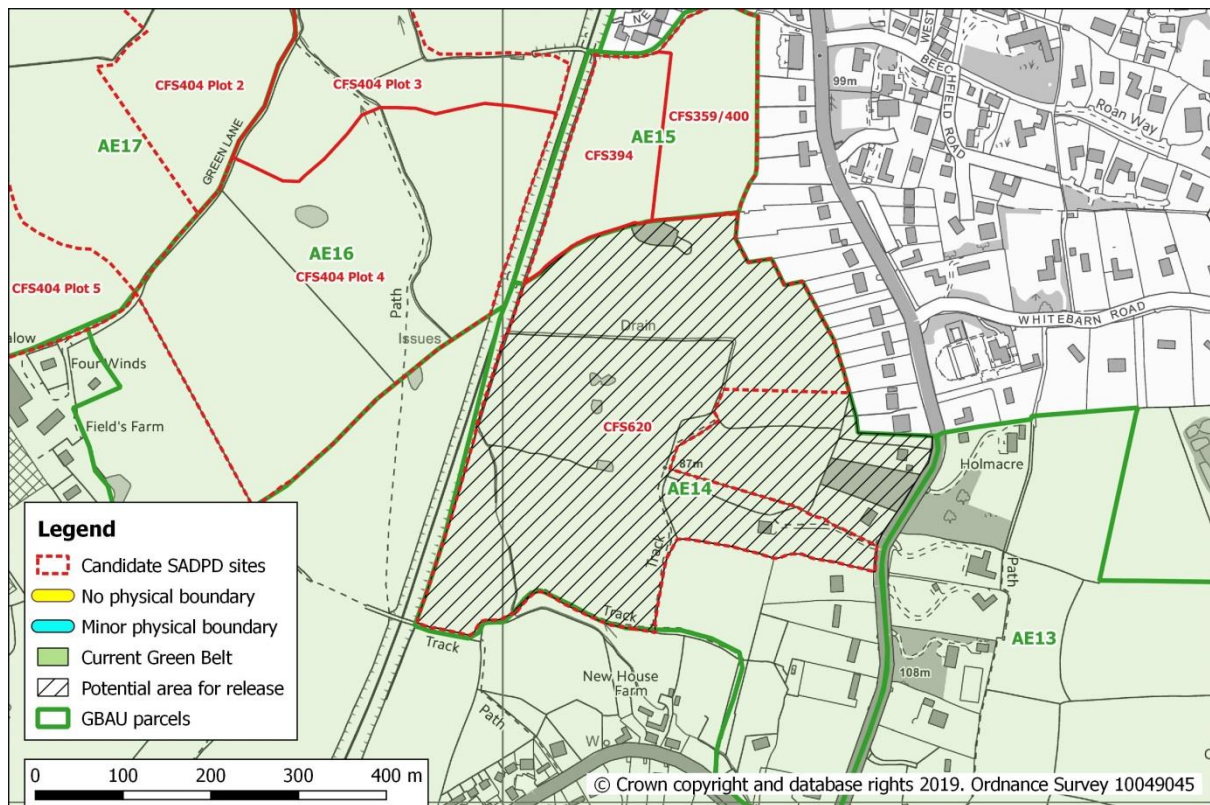 NE
WEST
99m
BEECHFIELD ROAD
Roan Way
CFS404 Plot 2
CFS404 Plot 3
CFS359/400
AE15
CFS394
AE17
GREEN LANE
AE16
CFS404 Plot 4
Path
Issues
CFS404 Plot 5
alow
Four Winds
Field's Farm
Drain
WHITEBARN ROAD
CFS620
87m
AE14
Track
Holmacre
Path
AE13
108m
Track
Track
New House
Farm
Path
Wo
Legend
Candidate SADPD sites
No physical boundary
Minor physical boundary
Current Green Belt
Potential area for release
GBAU parcels
0 100 200 300 400 m
© Crown copyright and database rights 2019. Ordnance Survey 10049045